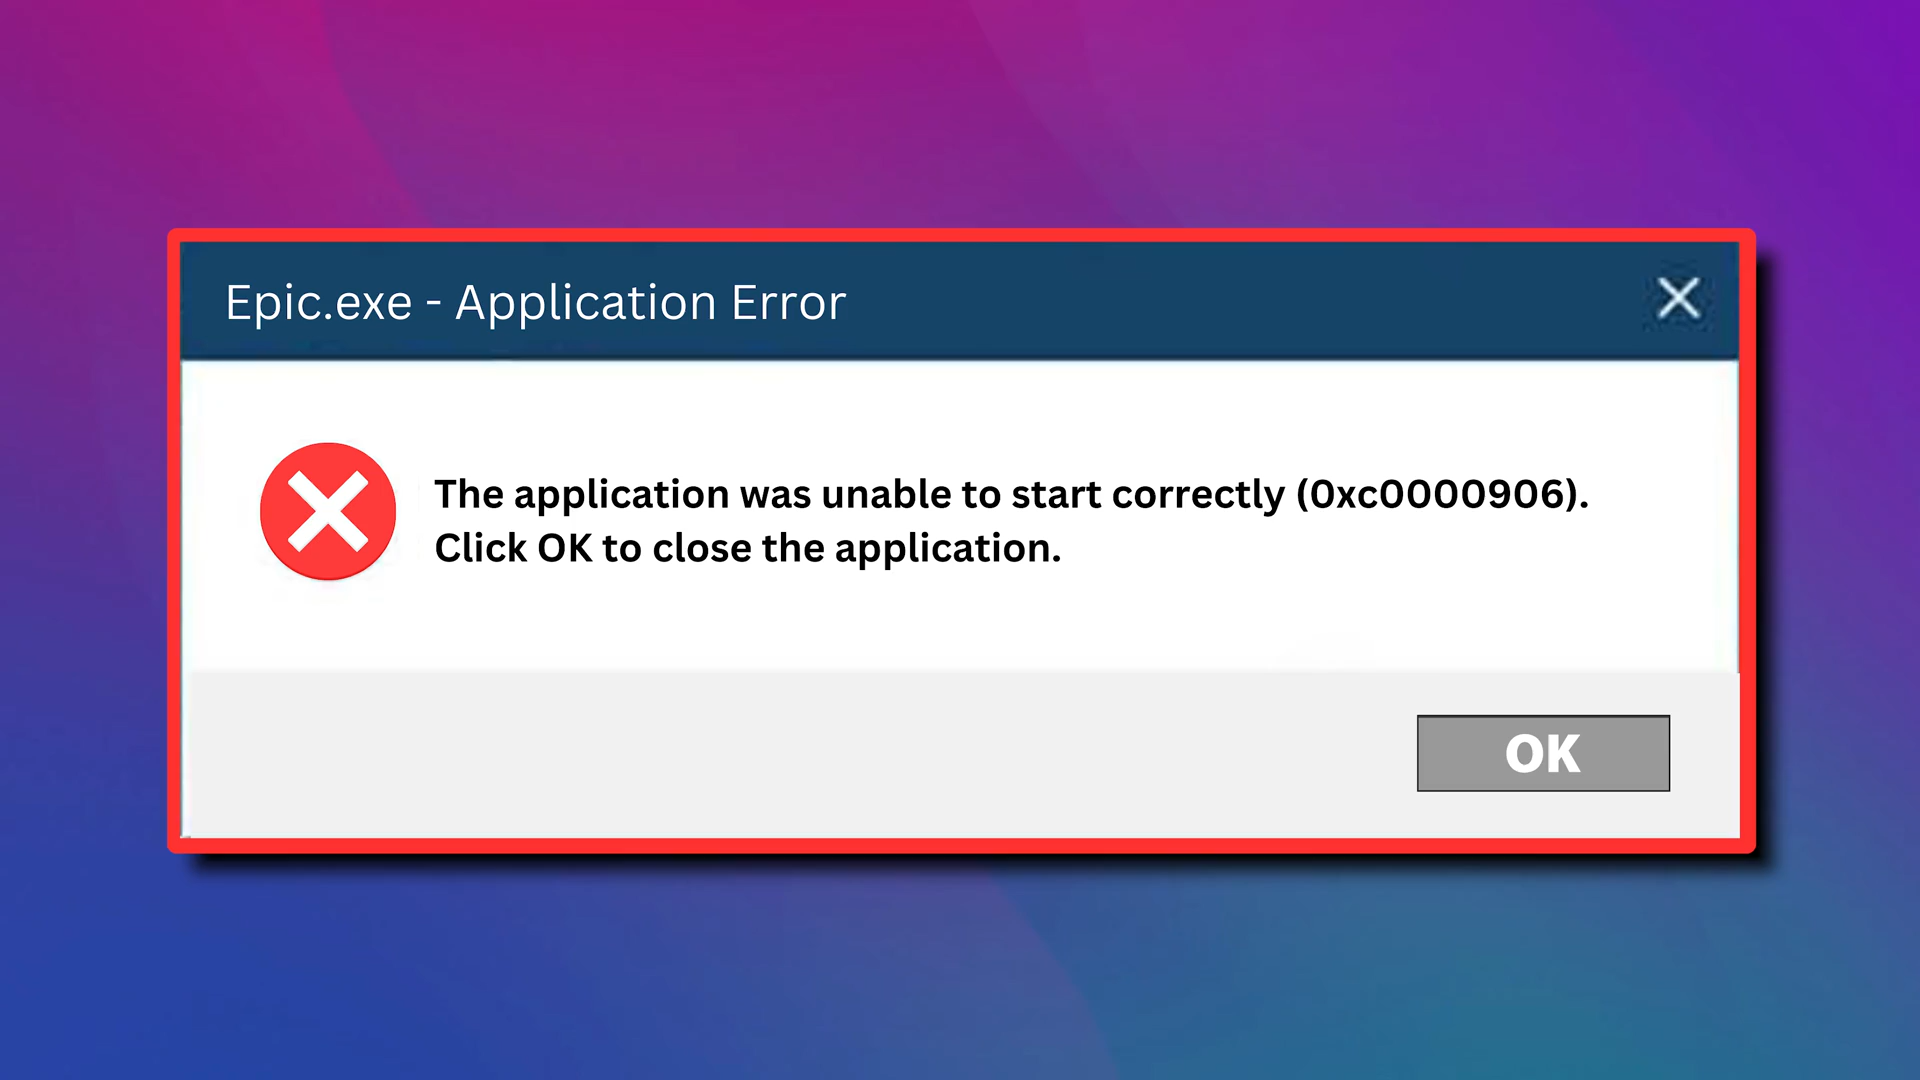 Epic.exe - Application Error
The application was unable to start correctly (0xc0000906).
Click OK to close the application.
OK